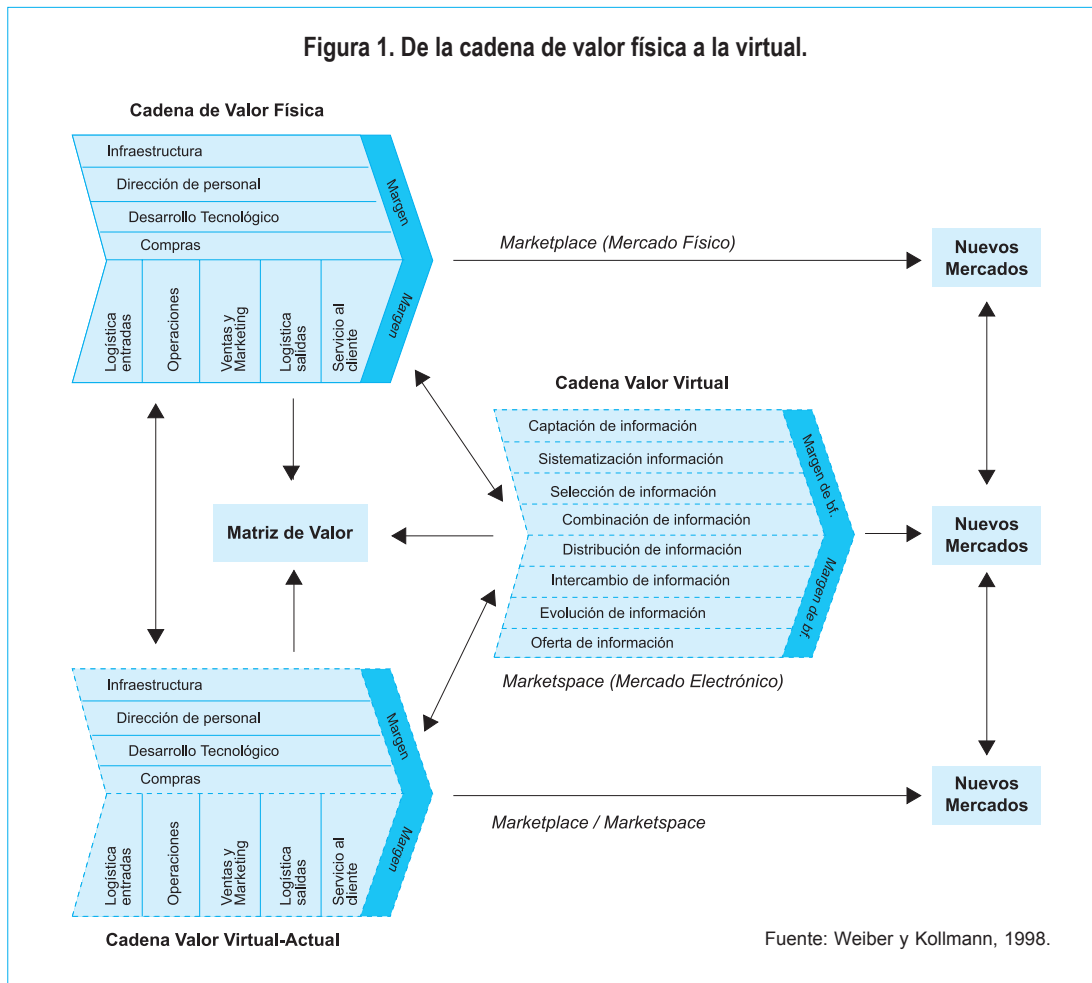 Figura 1. De la cadena de valor física a la virtual.
Cadena de Valor Física
Infraestructura
Dirección de personal
Desarrollo Tecnológico
Compras
Logística
entradas
Operaciones
Ventas y
Marketing
Logística
salidas
Servicio al
diente
Margen
Margen
Marketplace (Mercado Físico)
Nuevos
Mercados
Cadena Valor Virtual
Captación de información
Sistematización información
Selección de información
Combinación de información
Distribución de información
Intercambio de información
Evolución de información
Oferta de información
Margen de bf.
Margen de bf.
Marketspace (Mercado Electrónico)
Nuevos
Mercados
Matriz de Valor
Infraestructura
Dirección de personal
Desarrollo Tecnológico
Compras
Logística
entradas
Operaciones
Ventas y
Marketing
Logística
salidas
Servicio al
diente
Margen
Margen
Marketplace / Marketspace
Nuevos
Mercados
Cadena Valor Virtual-Actual
Fuente: Weiber y Kollmann, 1998.